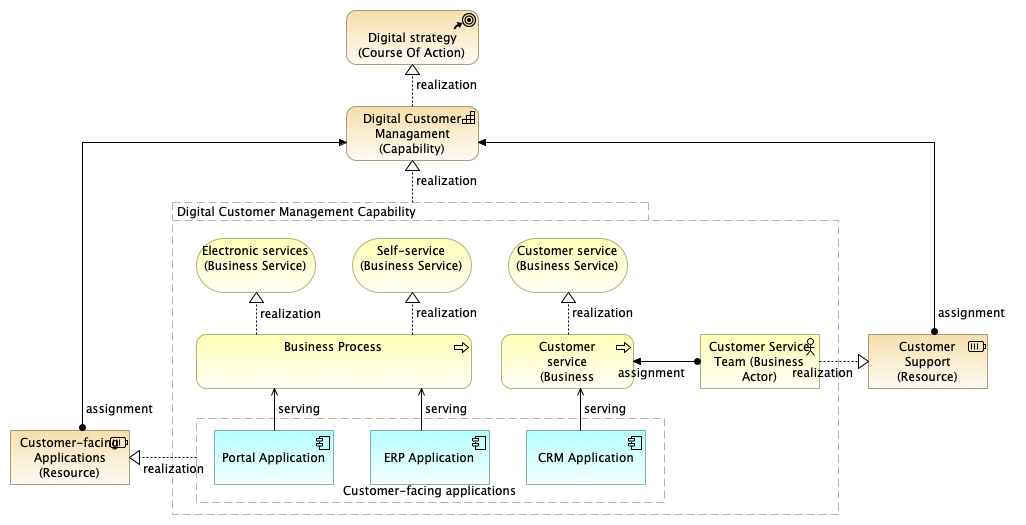 Digital strategy
(Course Of Action)
realization
Digital Customer
Managament
(Capability)
realization
Digital Customer Management Capability
Electronic services
(Business Service)
Self-service
(Business Service)
Customer service
(Business Service)
realization
realization
realization
assignment
Business Process
Customer
service
(Business
assignment
Customer Service
Team (Business
Actor)
realization
Customer
Support
(Resource)
assignment
serving
serving
serving
Customer-facing
Applications
(Resource)
realization
Portal Application
ERP Application
CRM Application
Customer-facing applications